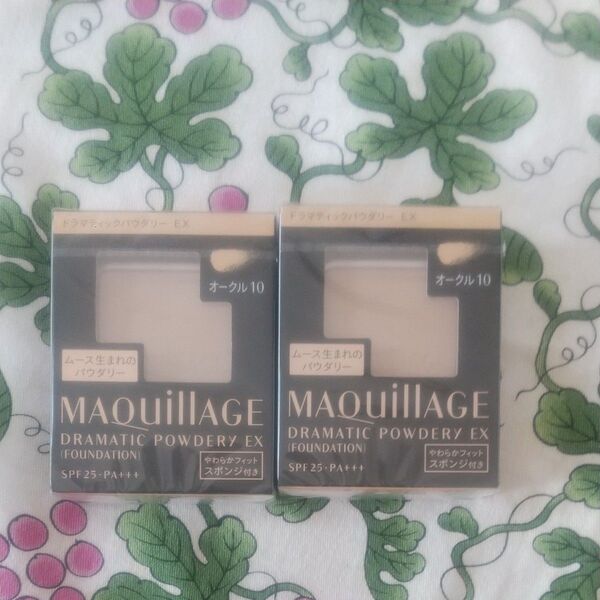 ドラマティックパウダリー EX
オークル10
ムース生まれの
パウダリー
MAQuillAGE
DRAMATIC POWDERY EX
(FOUNDATION)
やわらかフィット
スポンジ付き
SPF25・PA+++
ドラマティックパウダリー EX
オークル10
ムース生まれの
パウダリー
MAQuillAGE
DRAMATIC POWDERY EX
(FOUNDATION)
やわらかフィット
スポンジ付き
SPF25・PA+++